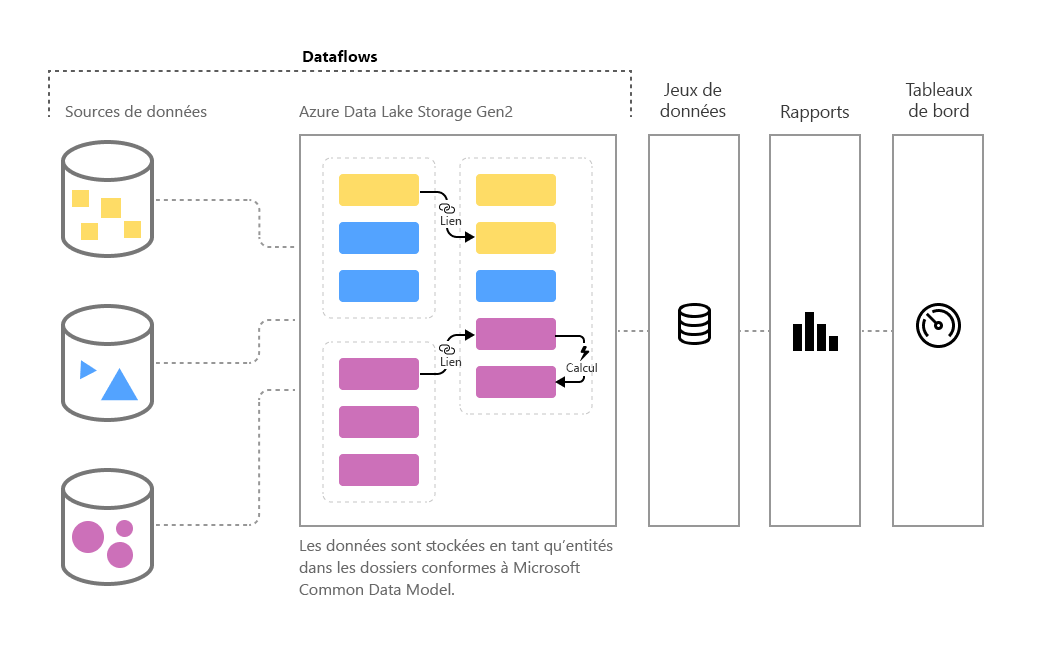 Dataflows
Sources de données
Azure Data Lake Storage Gen2
Jeux de
données
Rapports
Tableaux
de bord
Lien
Lien
Calcul
Les données sont stockées en tant qu’entités
dans les dossiers conformes à Microsoft
Common Data Model.